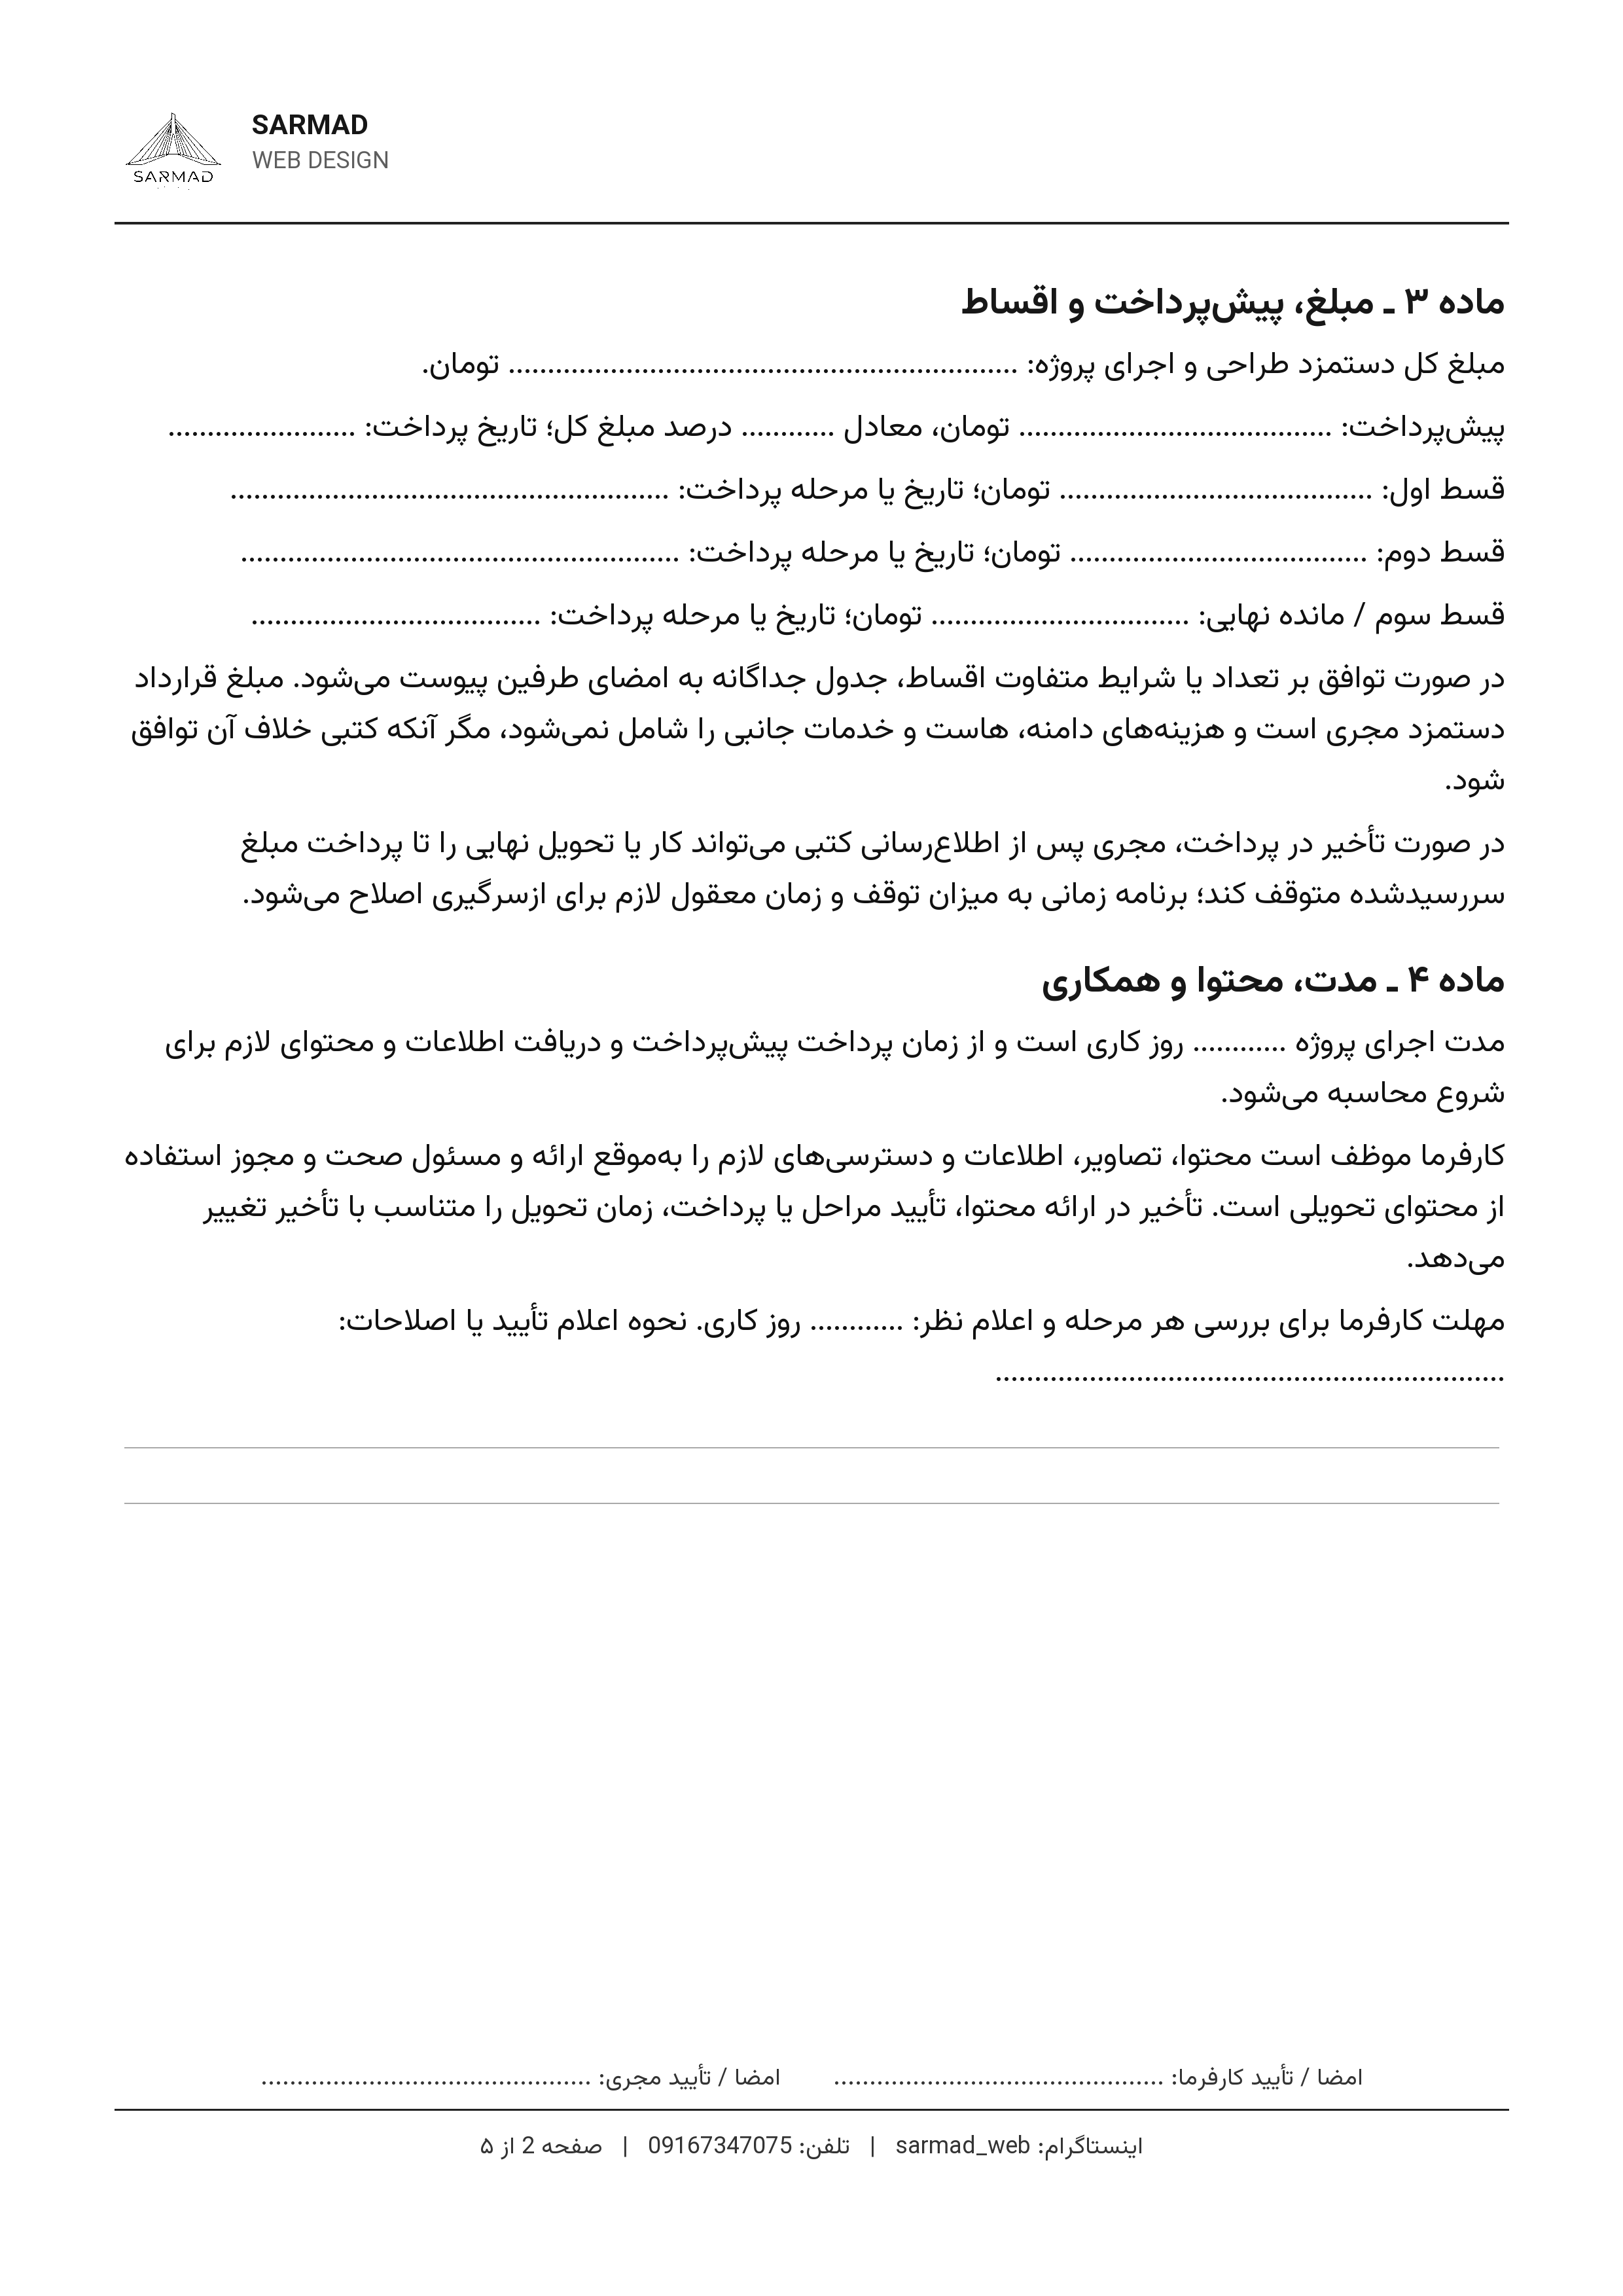 SARMAD
SARMAD
WEB DESIGN
ماده ۳ ـ مبلغ، پیش‌پرداخت و اقساط
مبلغ کل دستمزد طراحی و اجرای پروژه: ................................................................. تومان.
پیش‌پرداخت: ........................................ تومان، معادل ............ درصد مبلغ کل؛ تاریخ پرداخت: ........................
قسط اول: ........................................ تومان؛ تاریخ یا مرحله پرداخت: ........................................................
قسط دوم: ...................................... تومان؛ تاریخ یا مرحله پرداخت: ........................................................
قسط سوم / مانده نهایی: ................................. تومان؛ تاریخ یا مرحله پرداخت: .....................................
در صورت توافق بر تعداد یا شرایط متفاوت اقساط، جدول جداگانه به امضای طرفین پیوست می‌شود. مبلغ قرارداد
دستمزد مجری است و هزینه‌های دامنه، هاست و خدمات جانبی را شامل نمی‌شود، مگر آنکه کتبی خلاف آن توافق
شود.
در صورت تأخیر در پرداخت، مجری پس از اطلاع‌رسانی کتبی می‌تواند کار یا تحویل نهایی را تا پرداخت مبلغ
سررسیدشده متوقف کند؛ برنامه زمانی به میزان توقف و زمان معقول لازم برای ازسرگیری اصلاح می‌شود.
ماده ۴ ـ مدت، محتوا و همکاری
مدت اجرای پروژه ............ روز کاری است و از زمان پرداخت پیش‌پرداخت و دریافت اطلاعات و محتوای لازم برای
شروع محاسبه می‌شود.
کارفرما موظف است محتوا، تصاویر، اطلاعات و دسترسی‌های لازم را به‌موقع ارائه و مسئول صحت و مجوز استفاده
از محتوای تحویلی است. تأخیر در ارائه محتوا، تأیید مراحل یا پرداخت، زمان تحویل را متناسب با تأخیر تغییر
می‌دهد.
مهلت کارفرما برای بررسی هر مرحله و اعلام نظر: ............ روز کاری. نحوه اعلام تأیید یا اصلاحات:
.................................................................
امضا / تأیید کارفرما: .............................................. امضا / تأیید مجری: ..............................................
اینستاگرام: sarmad_web | تلفن: 09167347075 | صفحه 2 از ۵